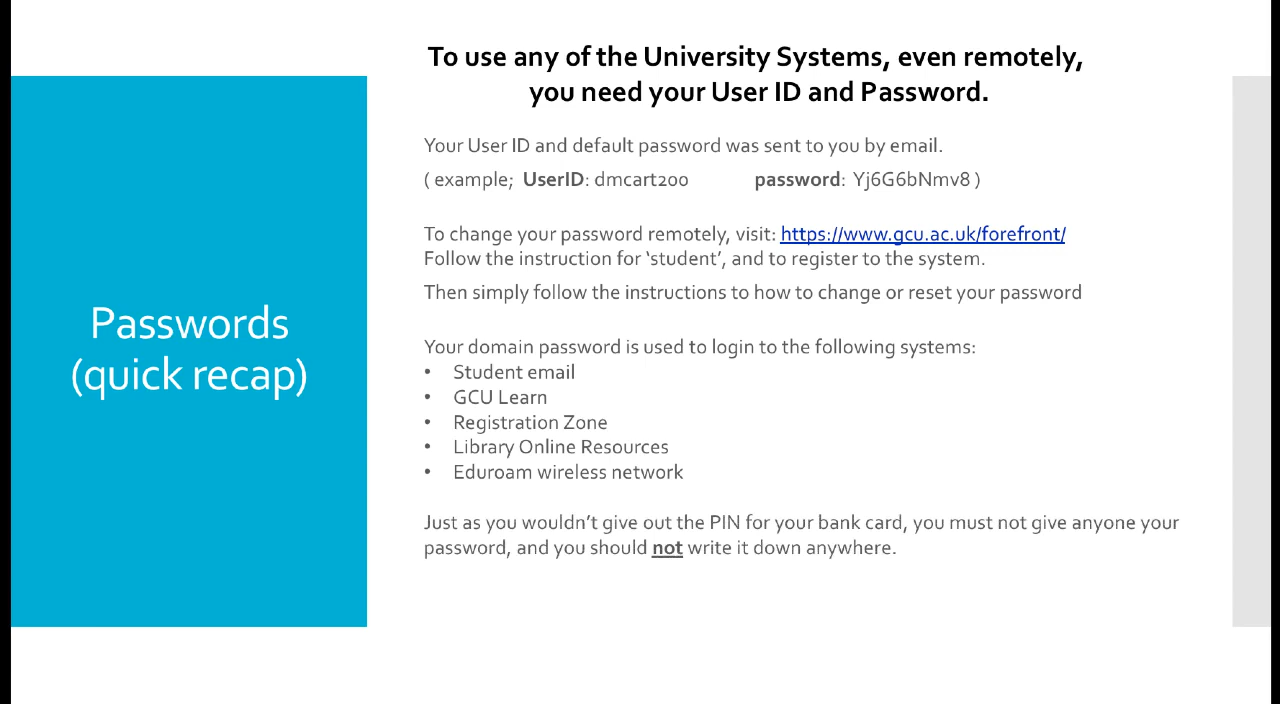 To use any of the University Systems, even remotely,
you need your User ID and Password.
Passwords
(quick recap)
Your User ID and default password was sent to you by email.
( example; UserID: dmcart200 password: Yj6G6bNmv8 )
To change your password remotely, visit: https://www.gcu.ac.uk/forefront/
Follow the instruction for ‘student’, and to register to the system.
Then simply follow the instructions to how to change or reset your password
Your domain password is used to login to the following systems:
• Student email
• GCU Learn
• Registration Zone
• Library Online Resources
• Eduroam wireless network
Just as you wouldn’t give out the PIN for your bank card, you must not give anyone your
password, and you should not write it down anywhere.